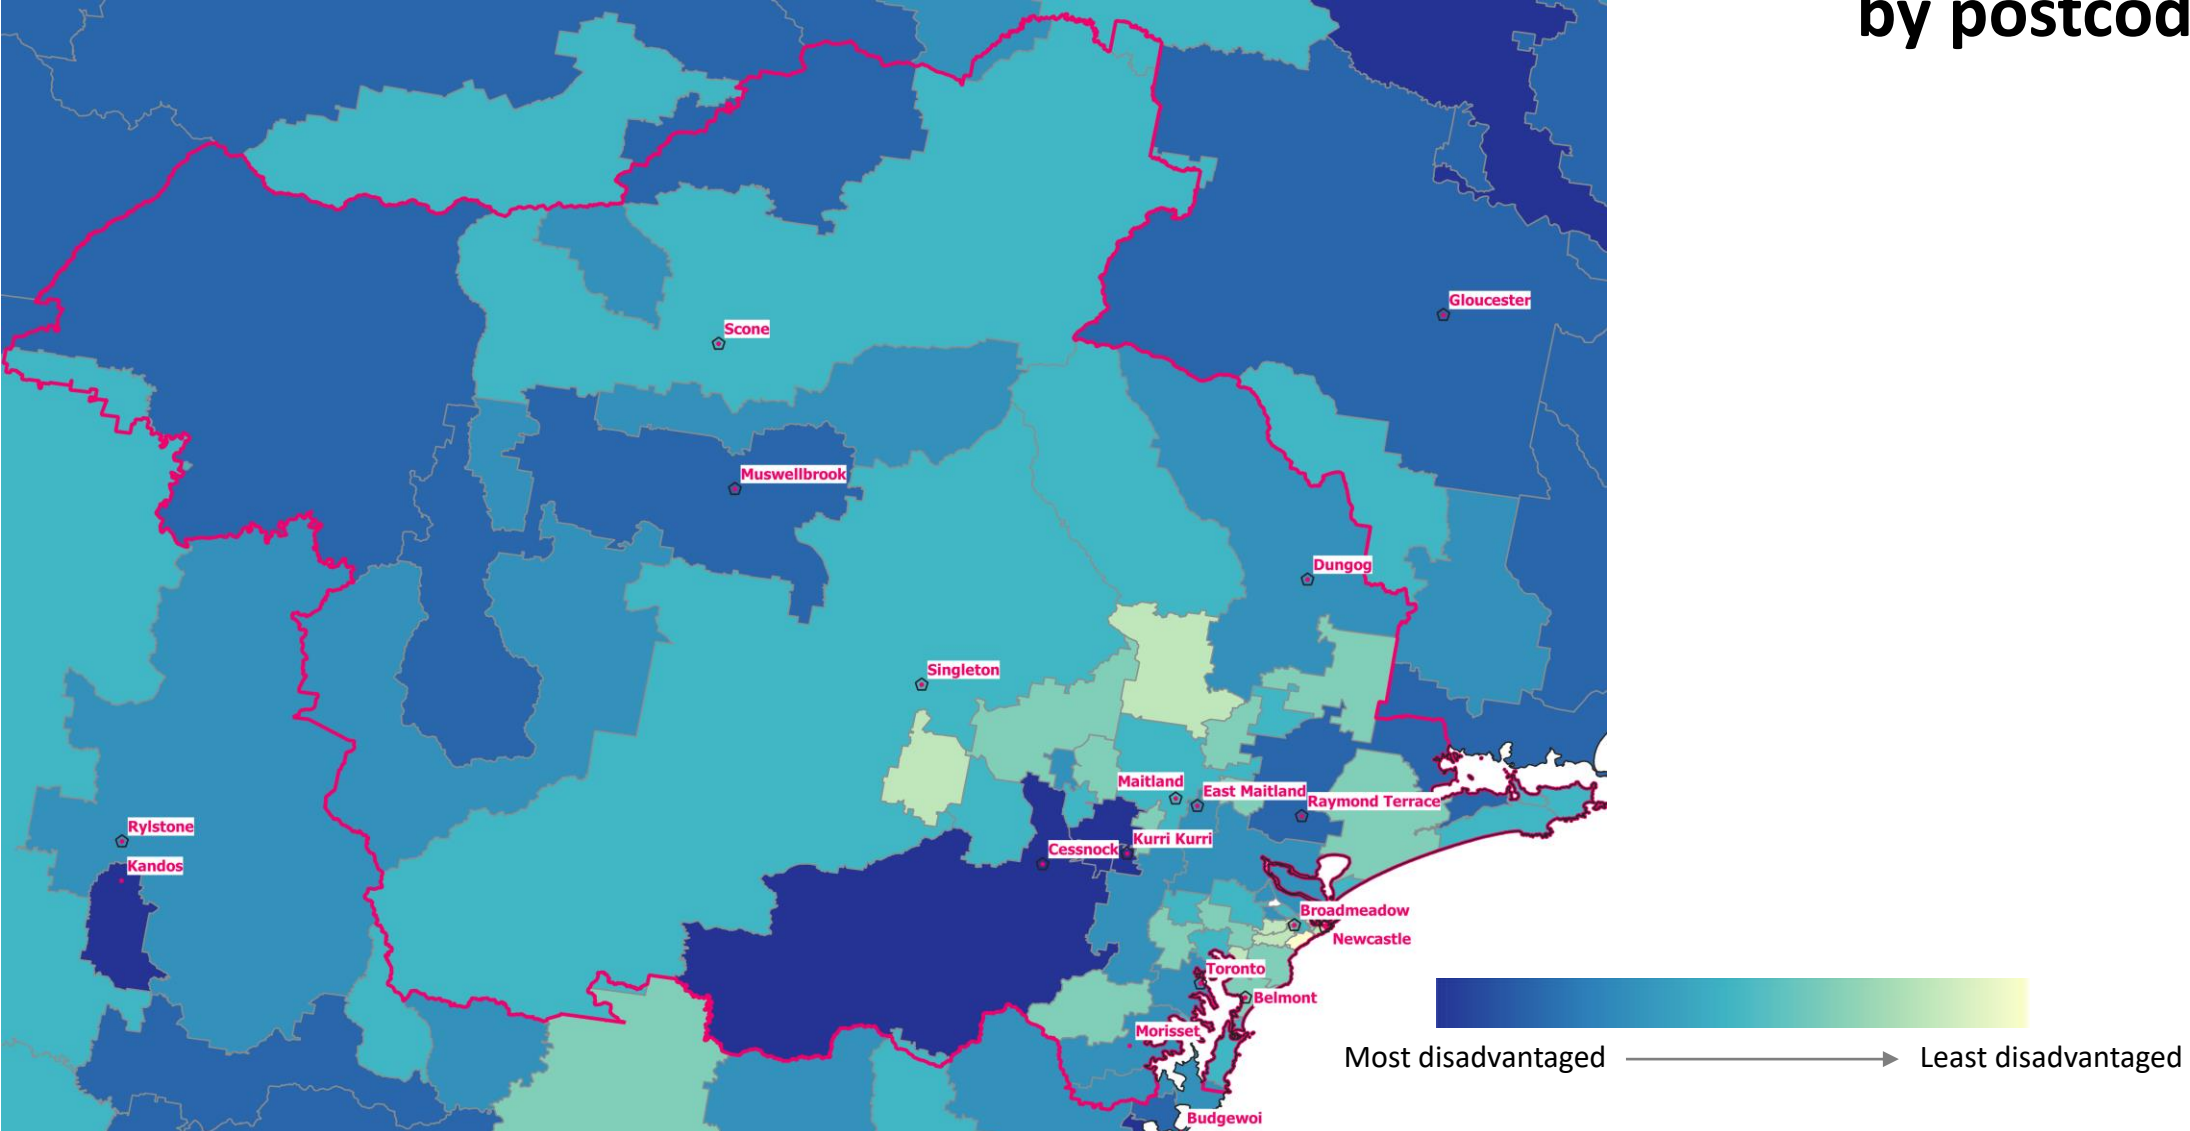 by postcod
Gloucester
Scone
Muswellbrook
Dungog
Singleton
Maitland
East Maitland
Raymond Terrace
Rylstone
Kurri Kurri
Cessnock
Kandos
Broadmeadow
Newcastle
Toronto
Belmont
Morisset
Most disadvantaged
Least disadvantaged
Budgewoi